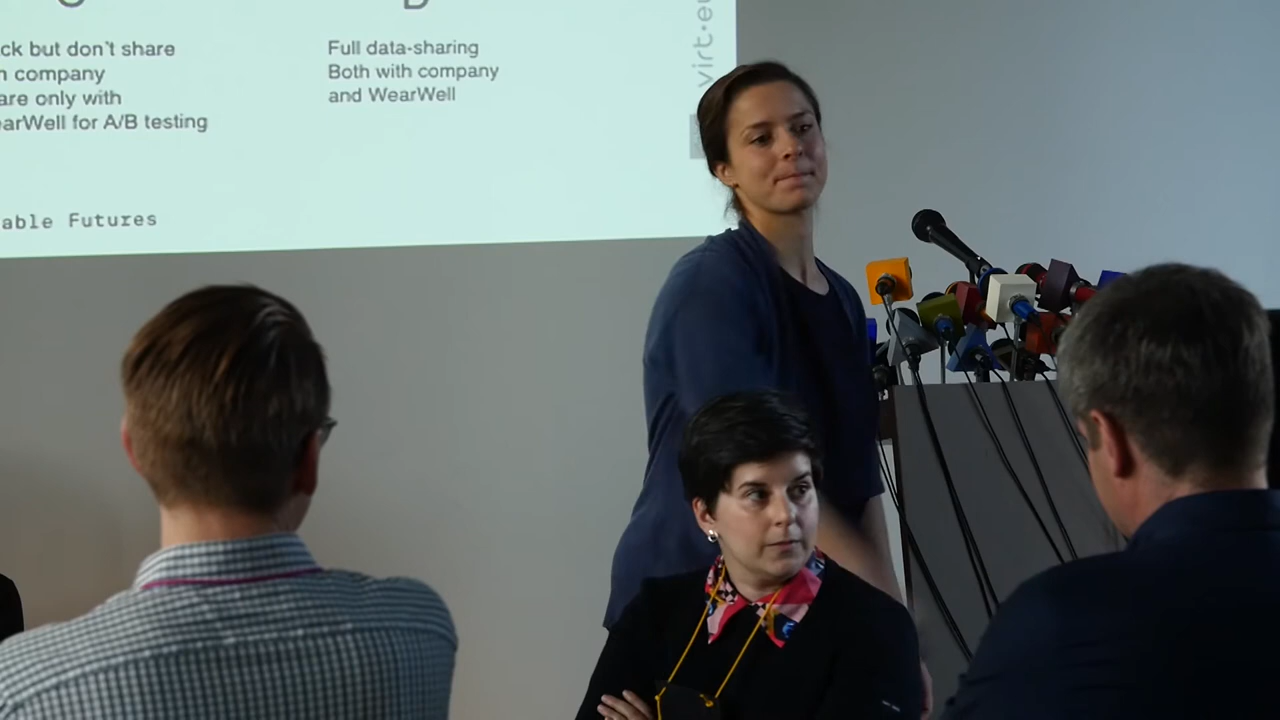 ck but don't share
company
are only with
earWell for A/B testing
Full data-sharing
Both with company
and WearWell
able Futures
virt·eu